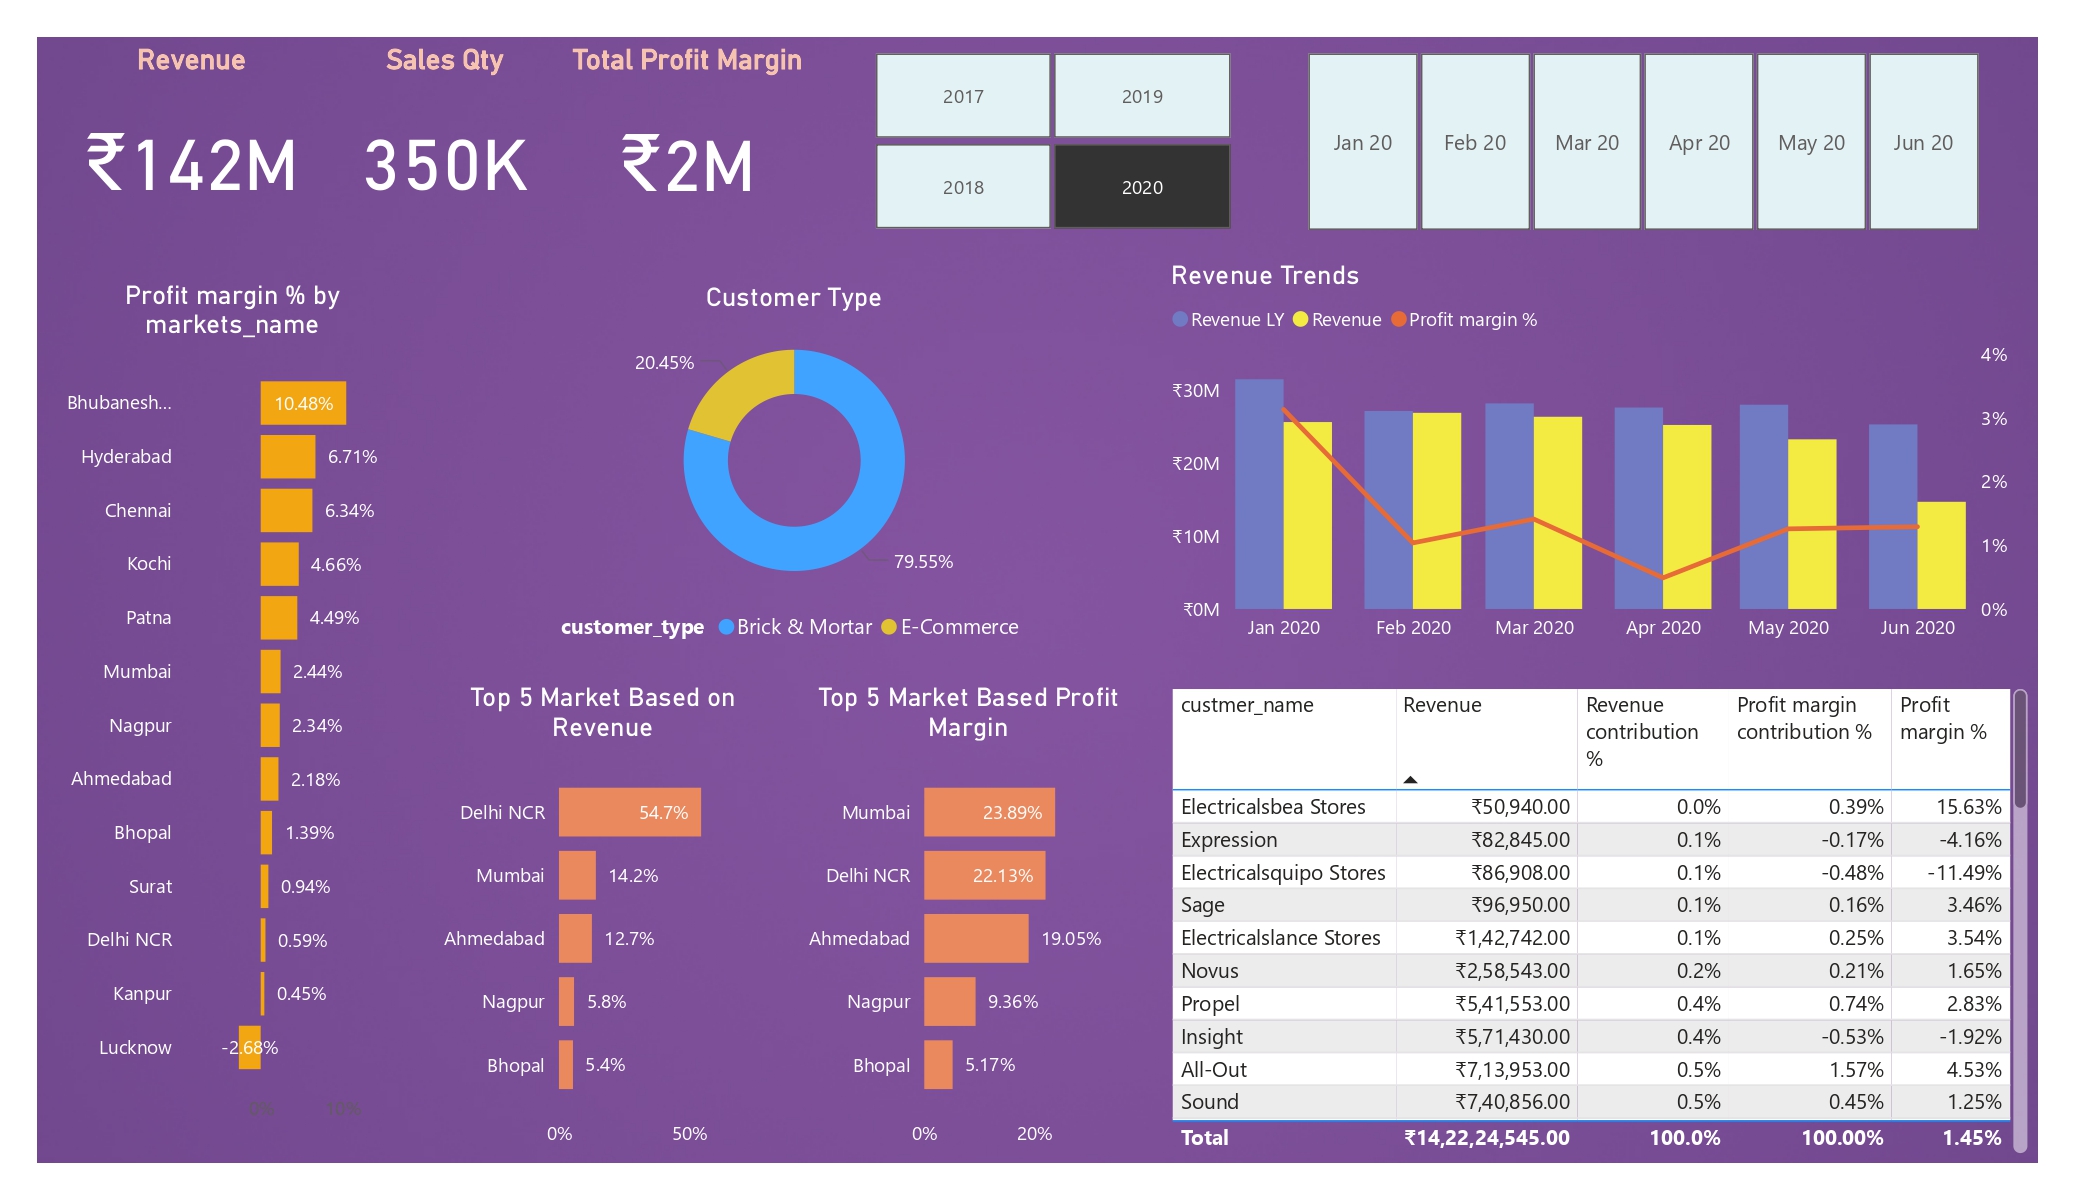 Revenue
Sales Qty
Total Profit Margin
₹142M
350K
₹2M
2017
2019
2018
2020
Jan 20
Feb 20
Mar 20
Apr 20
May 20
Jun 20
Profit margin % by
markets_name
Bhubanesh...
10.48%
Hyderabad
6.71%
Chennai
6.34%
Kochi
4.66%
Patna
4.49%
Mumbai
2.44%
Nagpur
2.34%
Ahmedabad
2.18%
Bhopal
1.39%
Surat
0.94%
Delhi NCR
0.59%
Kanpur
0.45%
Lucknow
-2.68%
0%
10%
Customer Type
20.45%
79.55%
customer_type
Brick & Mortar
E-Commerce
Revenue Trends
Revenue LY
Revenue
Profit margin %
₹30M
₹20M
₹10M
₹0M
4%
3%
2%
1%
0%
Jan 2020
Feb 2020
Mar 2020
Apr 2020
May 2020
Jun 2020
Top 5 Market Based on
Revenue
Delhi NCR
54.7%
Mumbai
14.2%
Ahmedabad
12.7%
Nagpur
5.8%
Bhopal
5.4%
0%
50%
Top 5 Market Based Profit
Margin
Mumbai
23.89%
Delhi NCR
22.13%
Ahmedabad
19.05%
Nagpur
9.36%
Bhopal
5.17%
0%
20%
custmer_name
Revenue
Revenue
contribution
%
Profit margin
contribution %
Profit
margin %
Electricalsbea Stores ₹50,940.00 0.0% 0.39% 15.63%
Expression ₹82,845.00 0.1% -0.17% -4.16%
Electricalsquipo Stores ₹86,908.00 0.1% -0.48% -11.49%
Sage ₹96,950.00 0.1% 0.16% 3.46%
Electricalslance Stores ₹1,42,742.00 0.1% 0.25% 3.54%
Novus ₹2,58,543.00 0.2% 0.21% 1.65%
Propel ₹5,41,553.00 0.4% 0.74% 2.83%
Insight ₹5,71,430.00 0.4% -0.53% -1.92%
All-Out ₹7,13,953.00 0.5% 1.57% 4.53%
Sound ₹7,40,856.00 0.5% 0.45% 1.25%
Total ₹14,22,24,545.00 100.0% 100.00% 1.45%